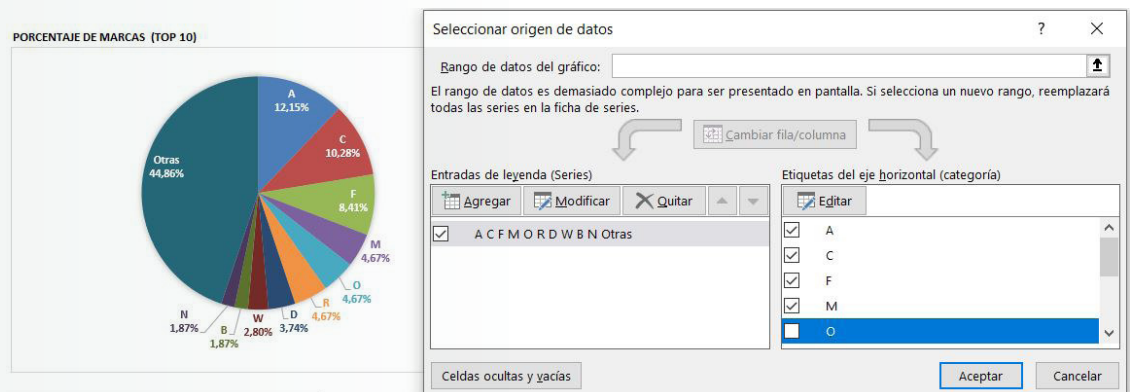 PORCENTAJE DE MARCAS (TOP 10)
A
12,15%
C
10,28%
F
8,41%
M
4,67%
O
4,67%
R
4,67%
D
3,74%
W
2,80%
B
1,87%
N
1,87%
Otras
44,86%
Seleccionar origen de datos
?
Rango de datos del gráfico:
El rango de datos es demasiado complejo para ser presentado en pantalla. Si selecciona un nuevo rango, reemplazará
todas las series en la ficha de series.
Cambiar fila/columna
Entradas de leyenda (Series)
Agregar Modificar Quitar
A C F M O R D W B N Otras
Etiquetas del eje horizontal (categoría)
Editar
A
C
F
M
O
Celdas ocultas y vacías
Aceptar Cancelar